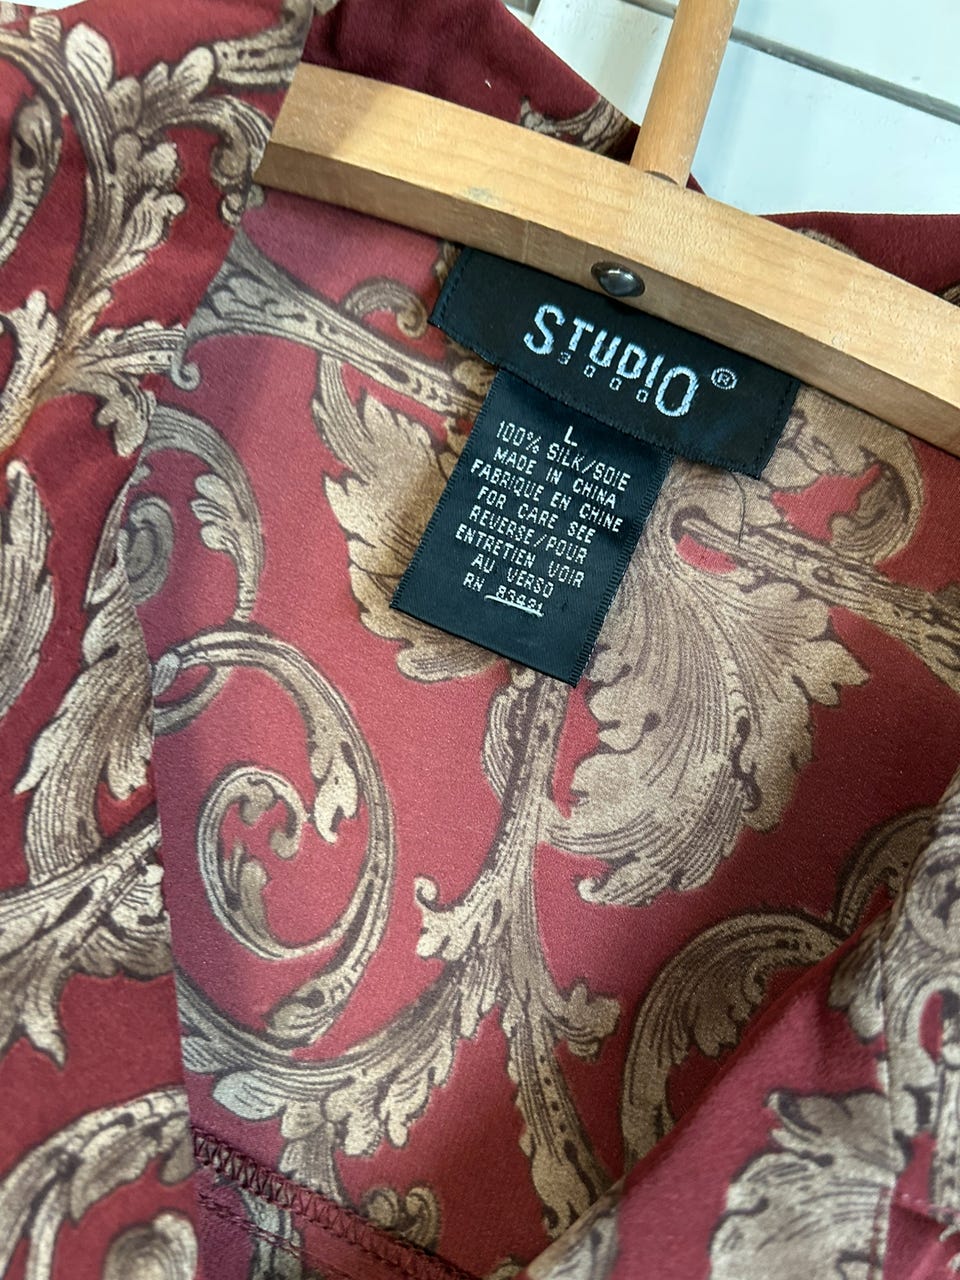 STUDIO®
3000
L
100% SILK/SOIE
MADE IN CHINA
FABRIQUE EN CHINE
FOR CARE SEE
REVERSE/POUR
ENTRETIEN VOIR
AU VERSO
RN